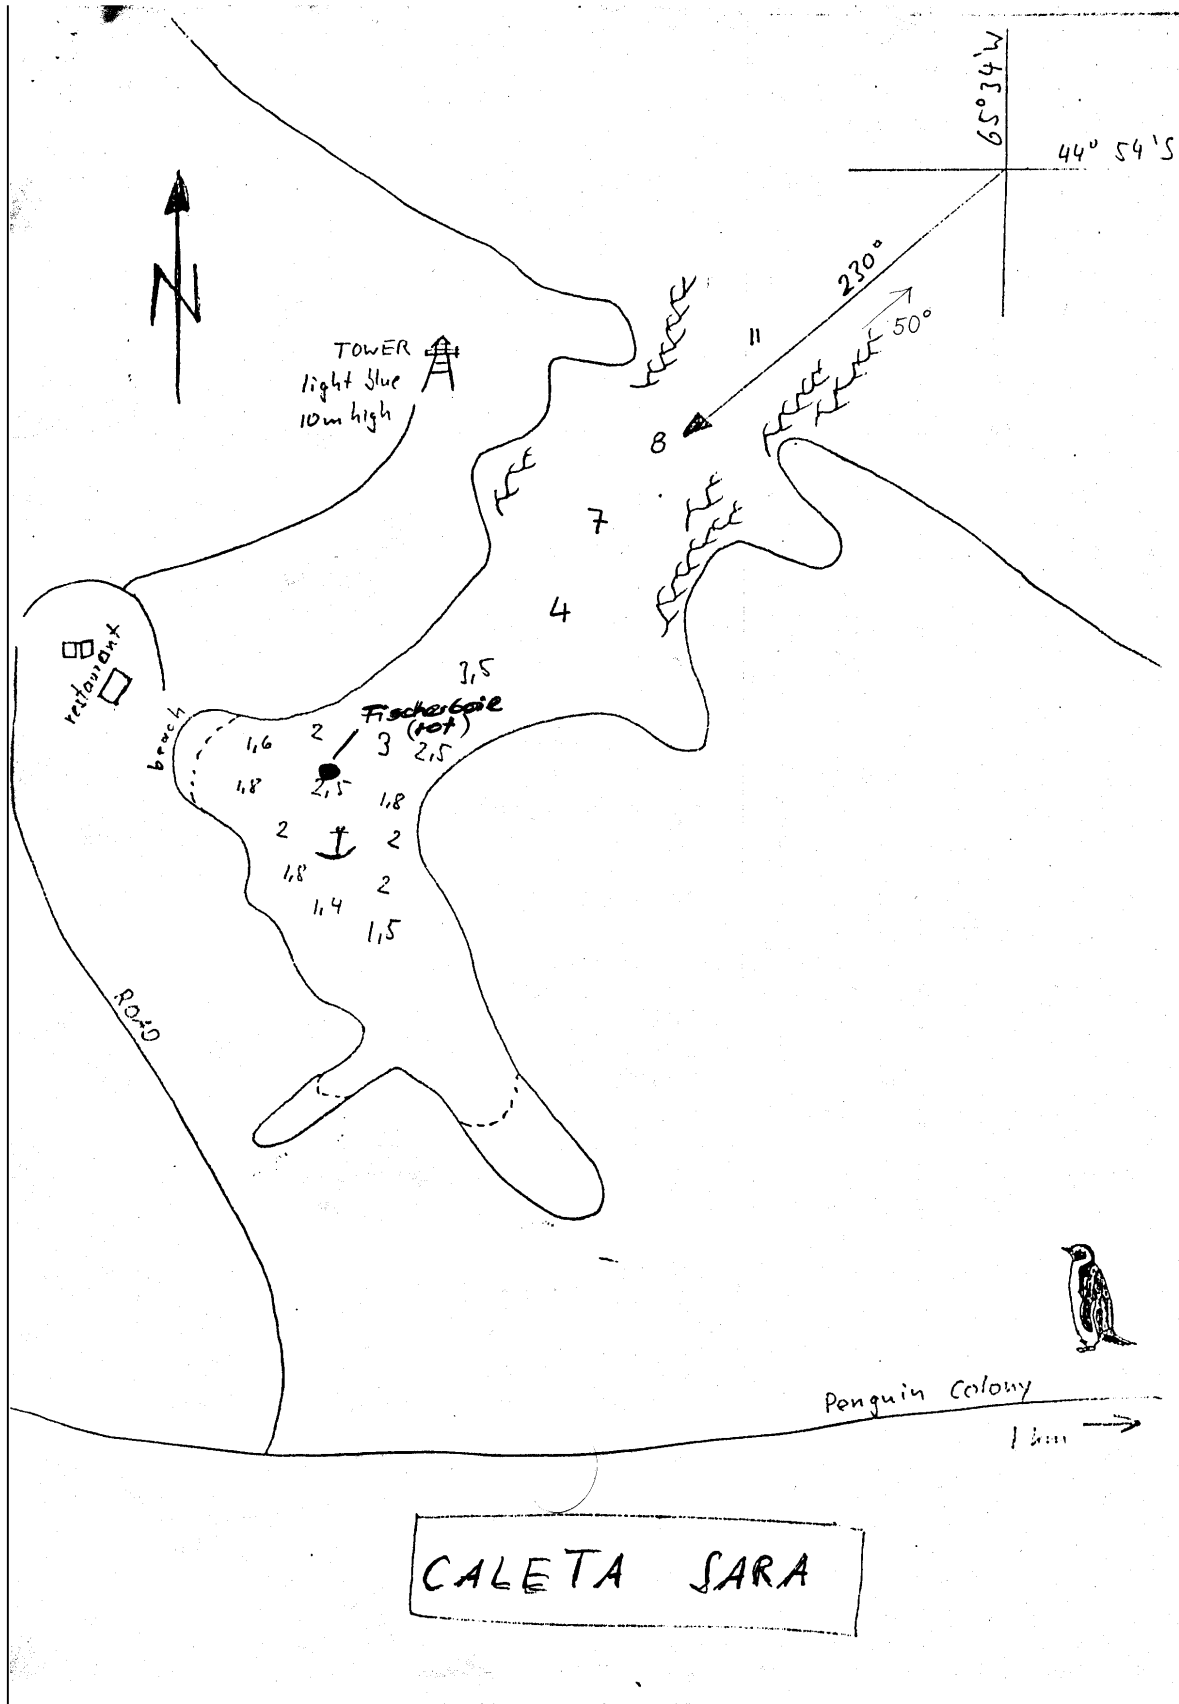 65°34'W
44° 54'S
N
230°
50°
11
TOWER
light blue
10m high
8
7
4
restaurant
beach
3,5
Fischerboie
(rot)
1,6
2
3
2,5
1,8
2,5
1,8
2
2
1,8
2
1,4
1,5
ROAD
Penguin Colony
1 km
CALETA SARA